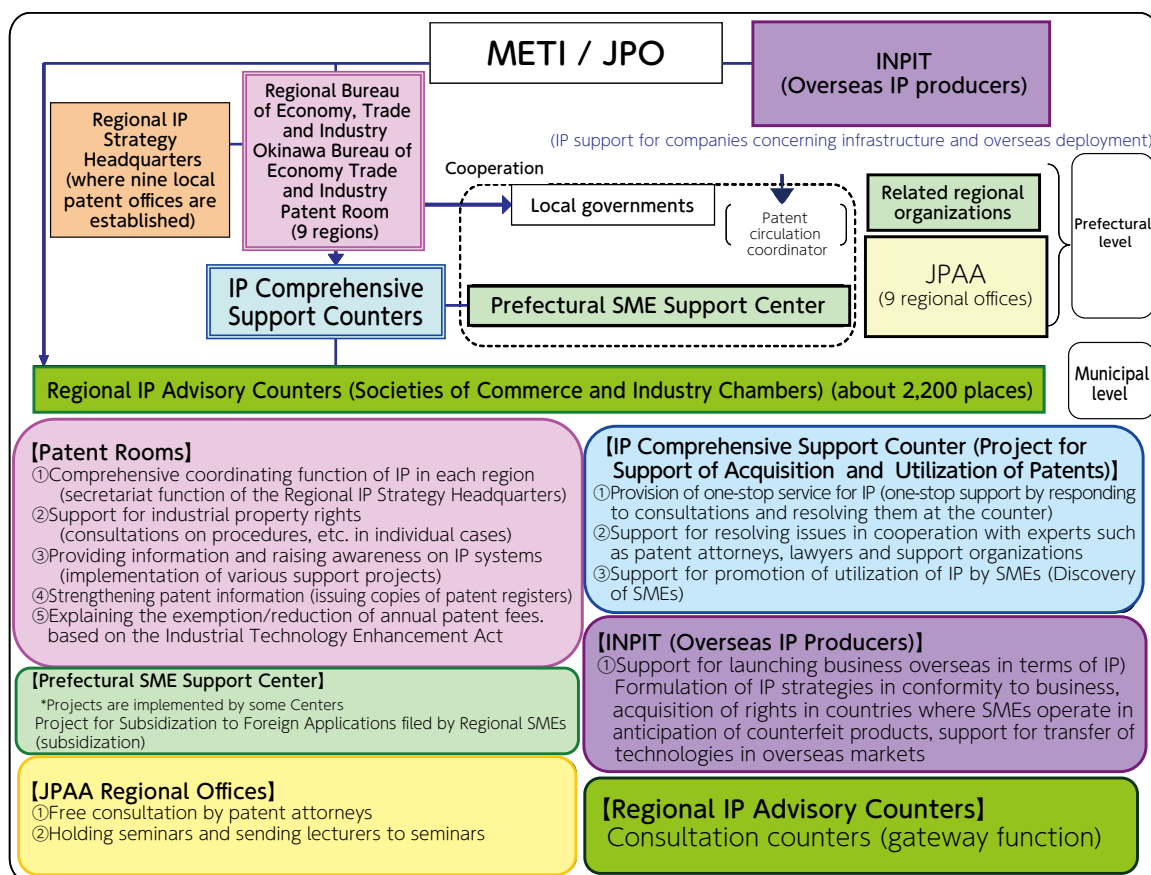 METI / JPO
INPIT
(Overseas IP producers)
Regional IP
Strategy
Headquarters
(where nine local
patent offices are
established)
Regional Bureau
of Economy, Trade
and Industry
Okinawa Bureau of
Economy Trade
and Industry
Patent Room
(9 regions)
(IP support for companies concerning infrastructure and overseas deployment)
Cooperation
Local governments
Patent
circulation
coordinator
Related regional
organizations
JPAA
(9 regional offices)
Prefectural
level
IP Comprehensive
Support Counters
Prefectural SME Support Center
Regional IP Advisory Counters (Societies of Commerce and Industry Chambers) (about 2,200 places)
Municipal
level
【Patent Rooms】
①Comprehensive coordinating function of IP in each region
(secretariat function of the Regional IP Strategy Headquarters)
②Support for industrial property rights
(consultations on procedures, etc. in individual cases)
③Providing information and raising awareness on IP systems
(implementation of various support projects)
④Strengthening patent information (issuing copies of patent registers)
⑤Explaining the exemption/reduction of annual patent fees.
based on the Industrial Technology Enhancement Act
【Prefectural SME Support Center】
*Projects are implemented by some Centers
Project for Subsidization to Foreign Applications filed by Regional SMEs
(subsidization)
【JPAA Regional Offices】
①Free consultation by patent attorneys
②Holding seminars and sending lecturers to seminars
【IP Comprehensive Support Counter (Project for
Support of Acquisition and Utilization of Patents)】
①Provision of one-stop service for IP (one-stop support by responding
to consultations and resolving them at the counter)
②Support for resolving issues in cooperation with experts such
as patent attorneys, lawyers and support organizations
③Support for promotion of utilization of IP by SMEs (Discovery
of SMEs)
【INPIT (Overseas IP Producers)】
①Support for launching business overseas in terms of IP)
Formulation of IP strategies in conformity to business,
acquisition of rights in countries where SMEs operate in
anticipation of counterfeit products, support for transfer of
technologies in overseas markets
【Regional IP Advisory Counters】
Consultation counters (gateway function)